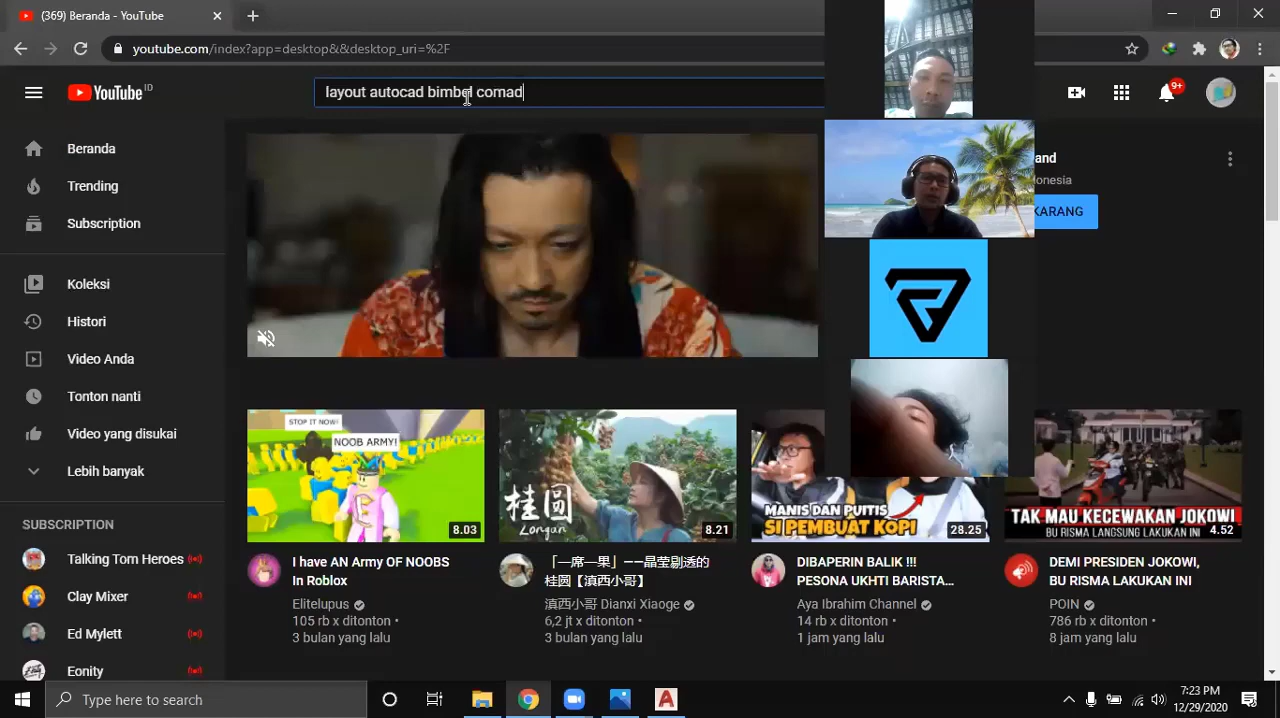 (369) Beranda - YouTube
youtube.com/index?app=desktop&&desktop_uri=%2F
YouTube ID
layout autocad bimbel comad
9+
Beranda
Trending
Subscription
Koleksi
Histori
Video Anda
Tonton nanti
Video yang disukai
Lebih banyak
SUBSCRIPTION
Talking Tom Heroes
Clay Mixer
Ed Mylett
Eonity
and
onesia
KARANG
STOP IT NOW!
NOOB ARMY!
8.03
I have AN Army OF NOOBS
In Roblox
Elitelupus
105 rb x ditonton •
3 bulan yang lalu
桂圆
Longan
8.21
「一席一果」——晶莹剔透的
桂圆【滇西小哥】
滇西小哥 Dianxi Xiaoge
6,2 jt x ditonton •
3 bulan yang lalu
MANIS DAN PUITIS
SI PEMBUAT KOPI
28.25
DIBAPERIN BALIK !!!
PESONA UKHTI BARISTA...
Aya Ibrahim Channel
14 rb x ditonton •
1 jam yang lalu
TAK MAU KECEWAKAN JOKOWI
BU RISMA LANGSUNG LAKUKAN INI
4.52
DEMI PRESIDEN JOKOWI,
BU RISMA LAKUKAN INI
POIN
786 rb x ditonton •
8 jam yang lalu
Type here to search
7:23 PM
12/29/2020